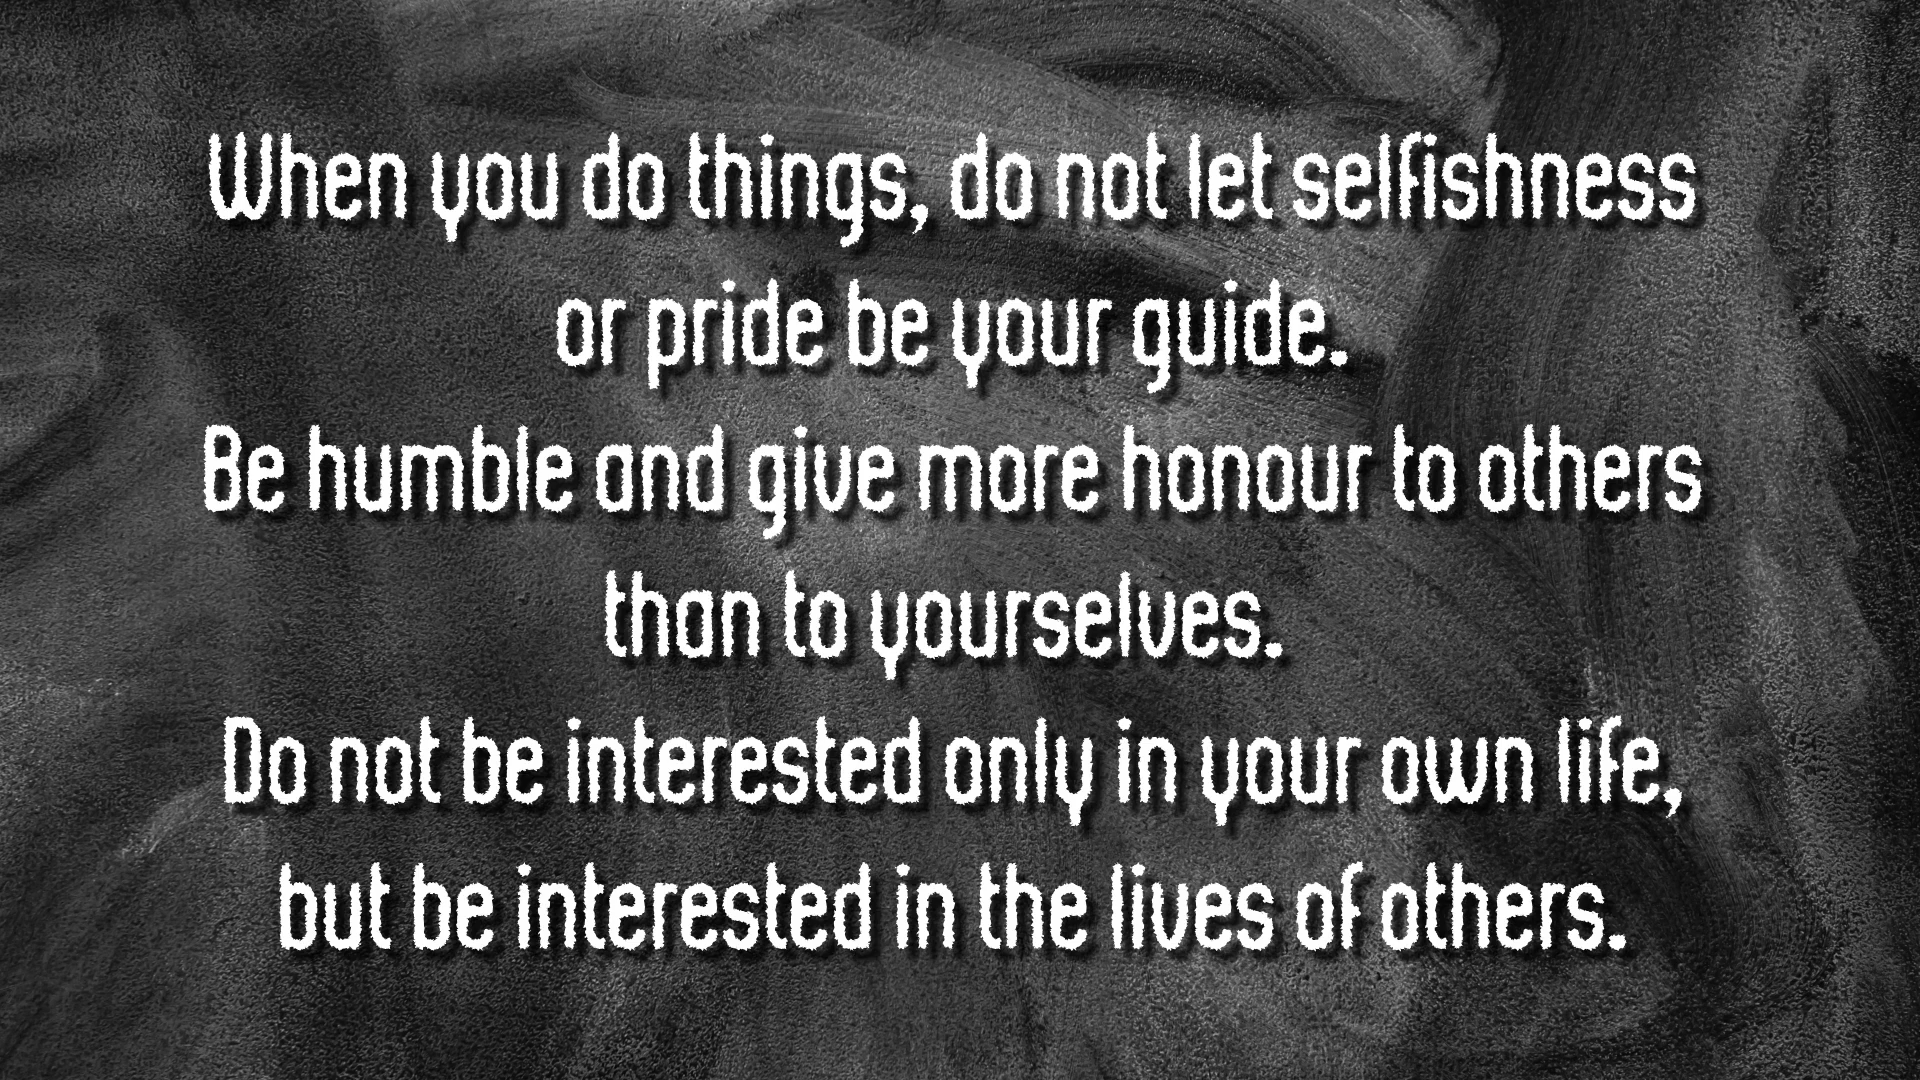 When you do things, do not let selfishness
or pride be your guide.
Be humble and give more honour to others
than to yourselves.
Do not be interested only in your own life,
but be interested in the lives of others.